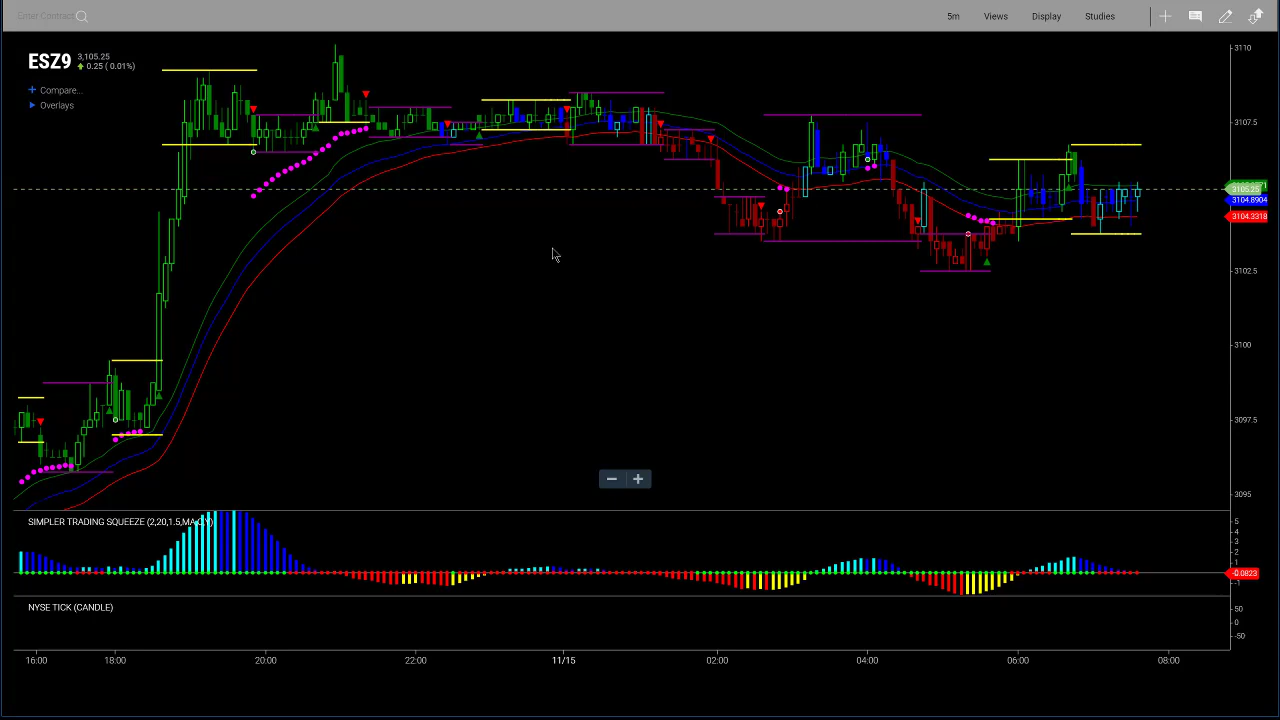 Enter Contract
5m Views Display Studies
ESZ9 3,105.25
0.25 ( 0.01%)
Compare...
Overlays
3110
3107.5
3105.25
3104.8904
3104.3318
3102.5
3100
3097.5
3095
SIMPLER TRADING SQUEEZE (2,20,1.5,MA,C,Y)
5
4
3
2
1
-0.0823
-1
NYSE TICK (CANDLE)
50
0
-50
16:00 18:00 20:00 22:00 11/15 02:00 04:00 06:00 08:00